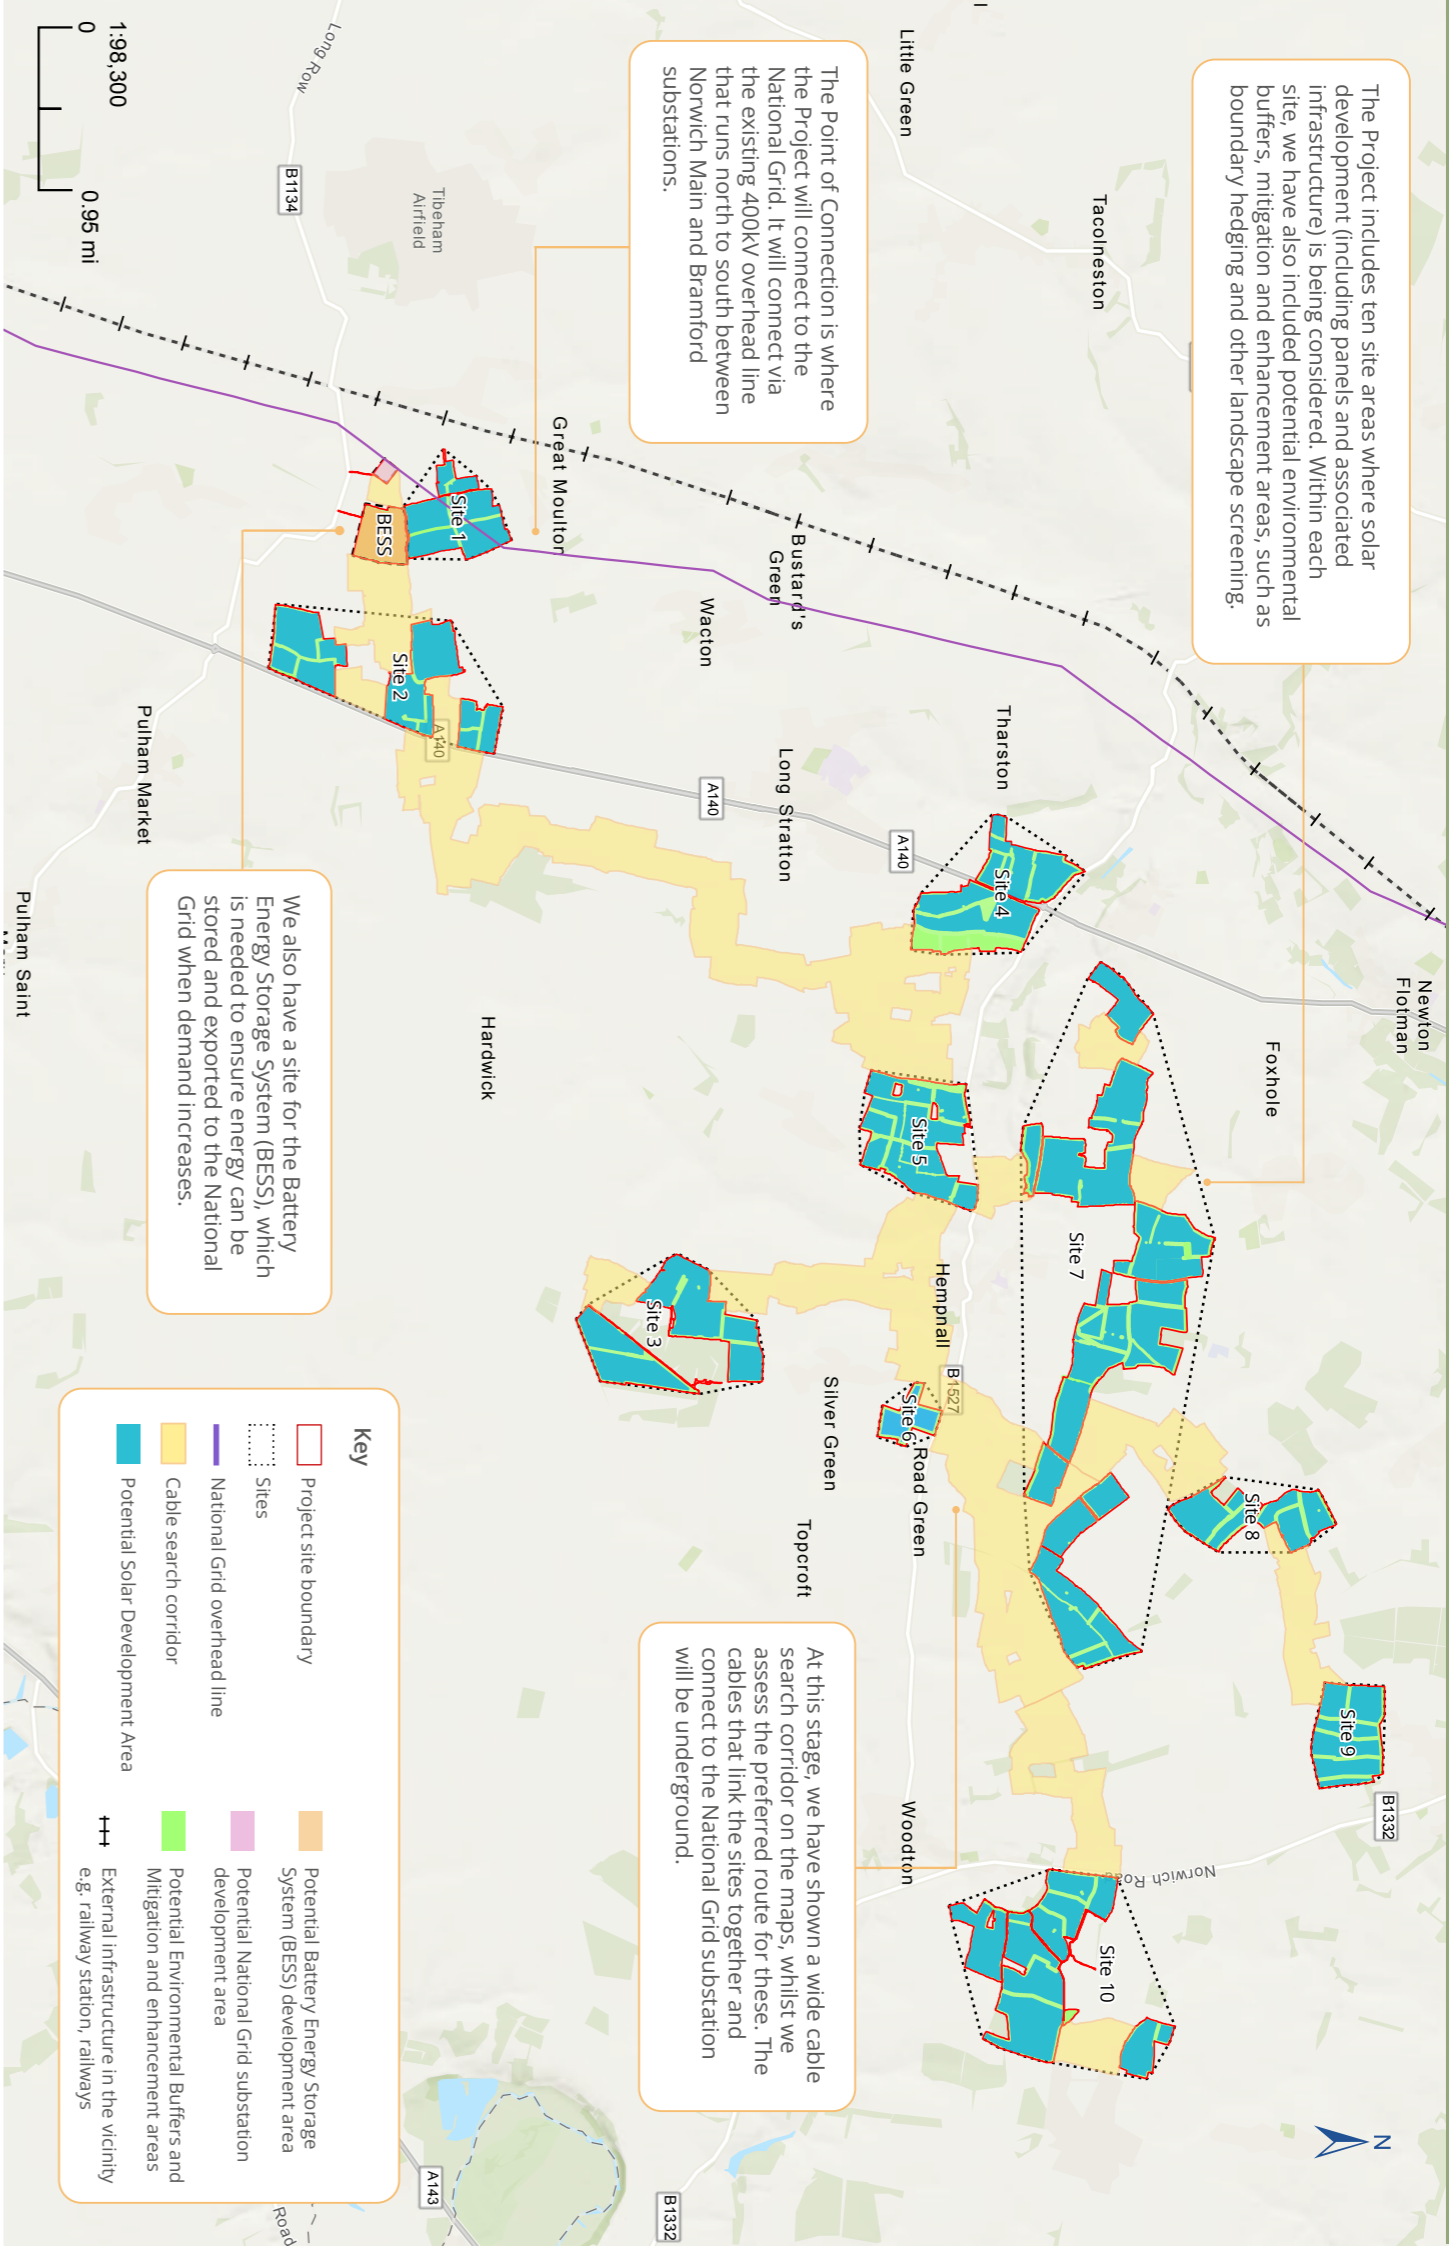 The Project includes ten site areas where solar
development (including panels and associated
infrastructure) is being considered. Within each
site, we have also included potential environmental
buffers, mitigation and enhancement areas, such as
boundary hedging and other landscape screening.
Newton
Flotman
Foxhole
B1332
Site 9
N
Little Green
Tacolneston
Tharston
A140
Site 4
Site 7
Site 8
Norwich Road
Site 10
The Point of Connection is where
the Project will connect to the
National Grid. It will connect via
the existing 400kV overhead line
that runs north to south between
Norwich Main and Bramford
substations.
Bustard's
Green
Wacton
Long Stratton
A140
Site 5
Hempnall
B1527
Site 6
Road Green
Woodton
Silver Green
Topcroft
At this stage, we have shown a wide cable
search corridor on the maps, whilst we
assess the preferred route for these. The
cables that link the sites together and
connect to the National Grid substation
will be underground.
B1332
Great Moulton
Site 3
Hardwick
Tibeham
Airfield
Site 1
BESS
Site 2
A140
A143
Long Row
B1134
Pulham Market
Pulham Saint
We also have a site for the Battery
Energy Storage System (BESS), which
is needed to ensure energy can be
stored and exported to the National
Grid when demand increases.
Key
Project site boundary
Sites
National Grid overhead line
Cable search corridor
Potential Solar Development Area
Potential Battery Energy Storage
System (BESS) development area
Potential National Grid substation
development area
Potential Environmental Buffers and
Mitigation and enhancement areas
External infrastructure in the vicinity
e.g. railway station, railways
Road
1:98,300
0 0.95 mi